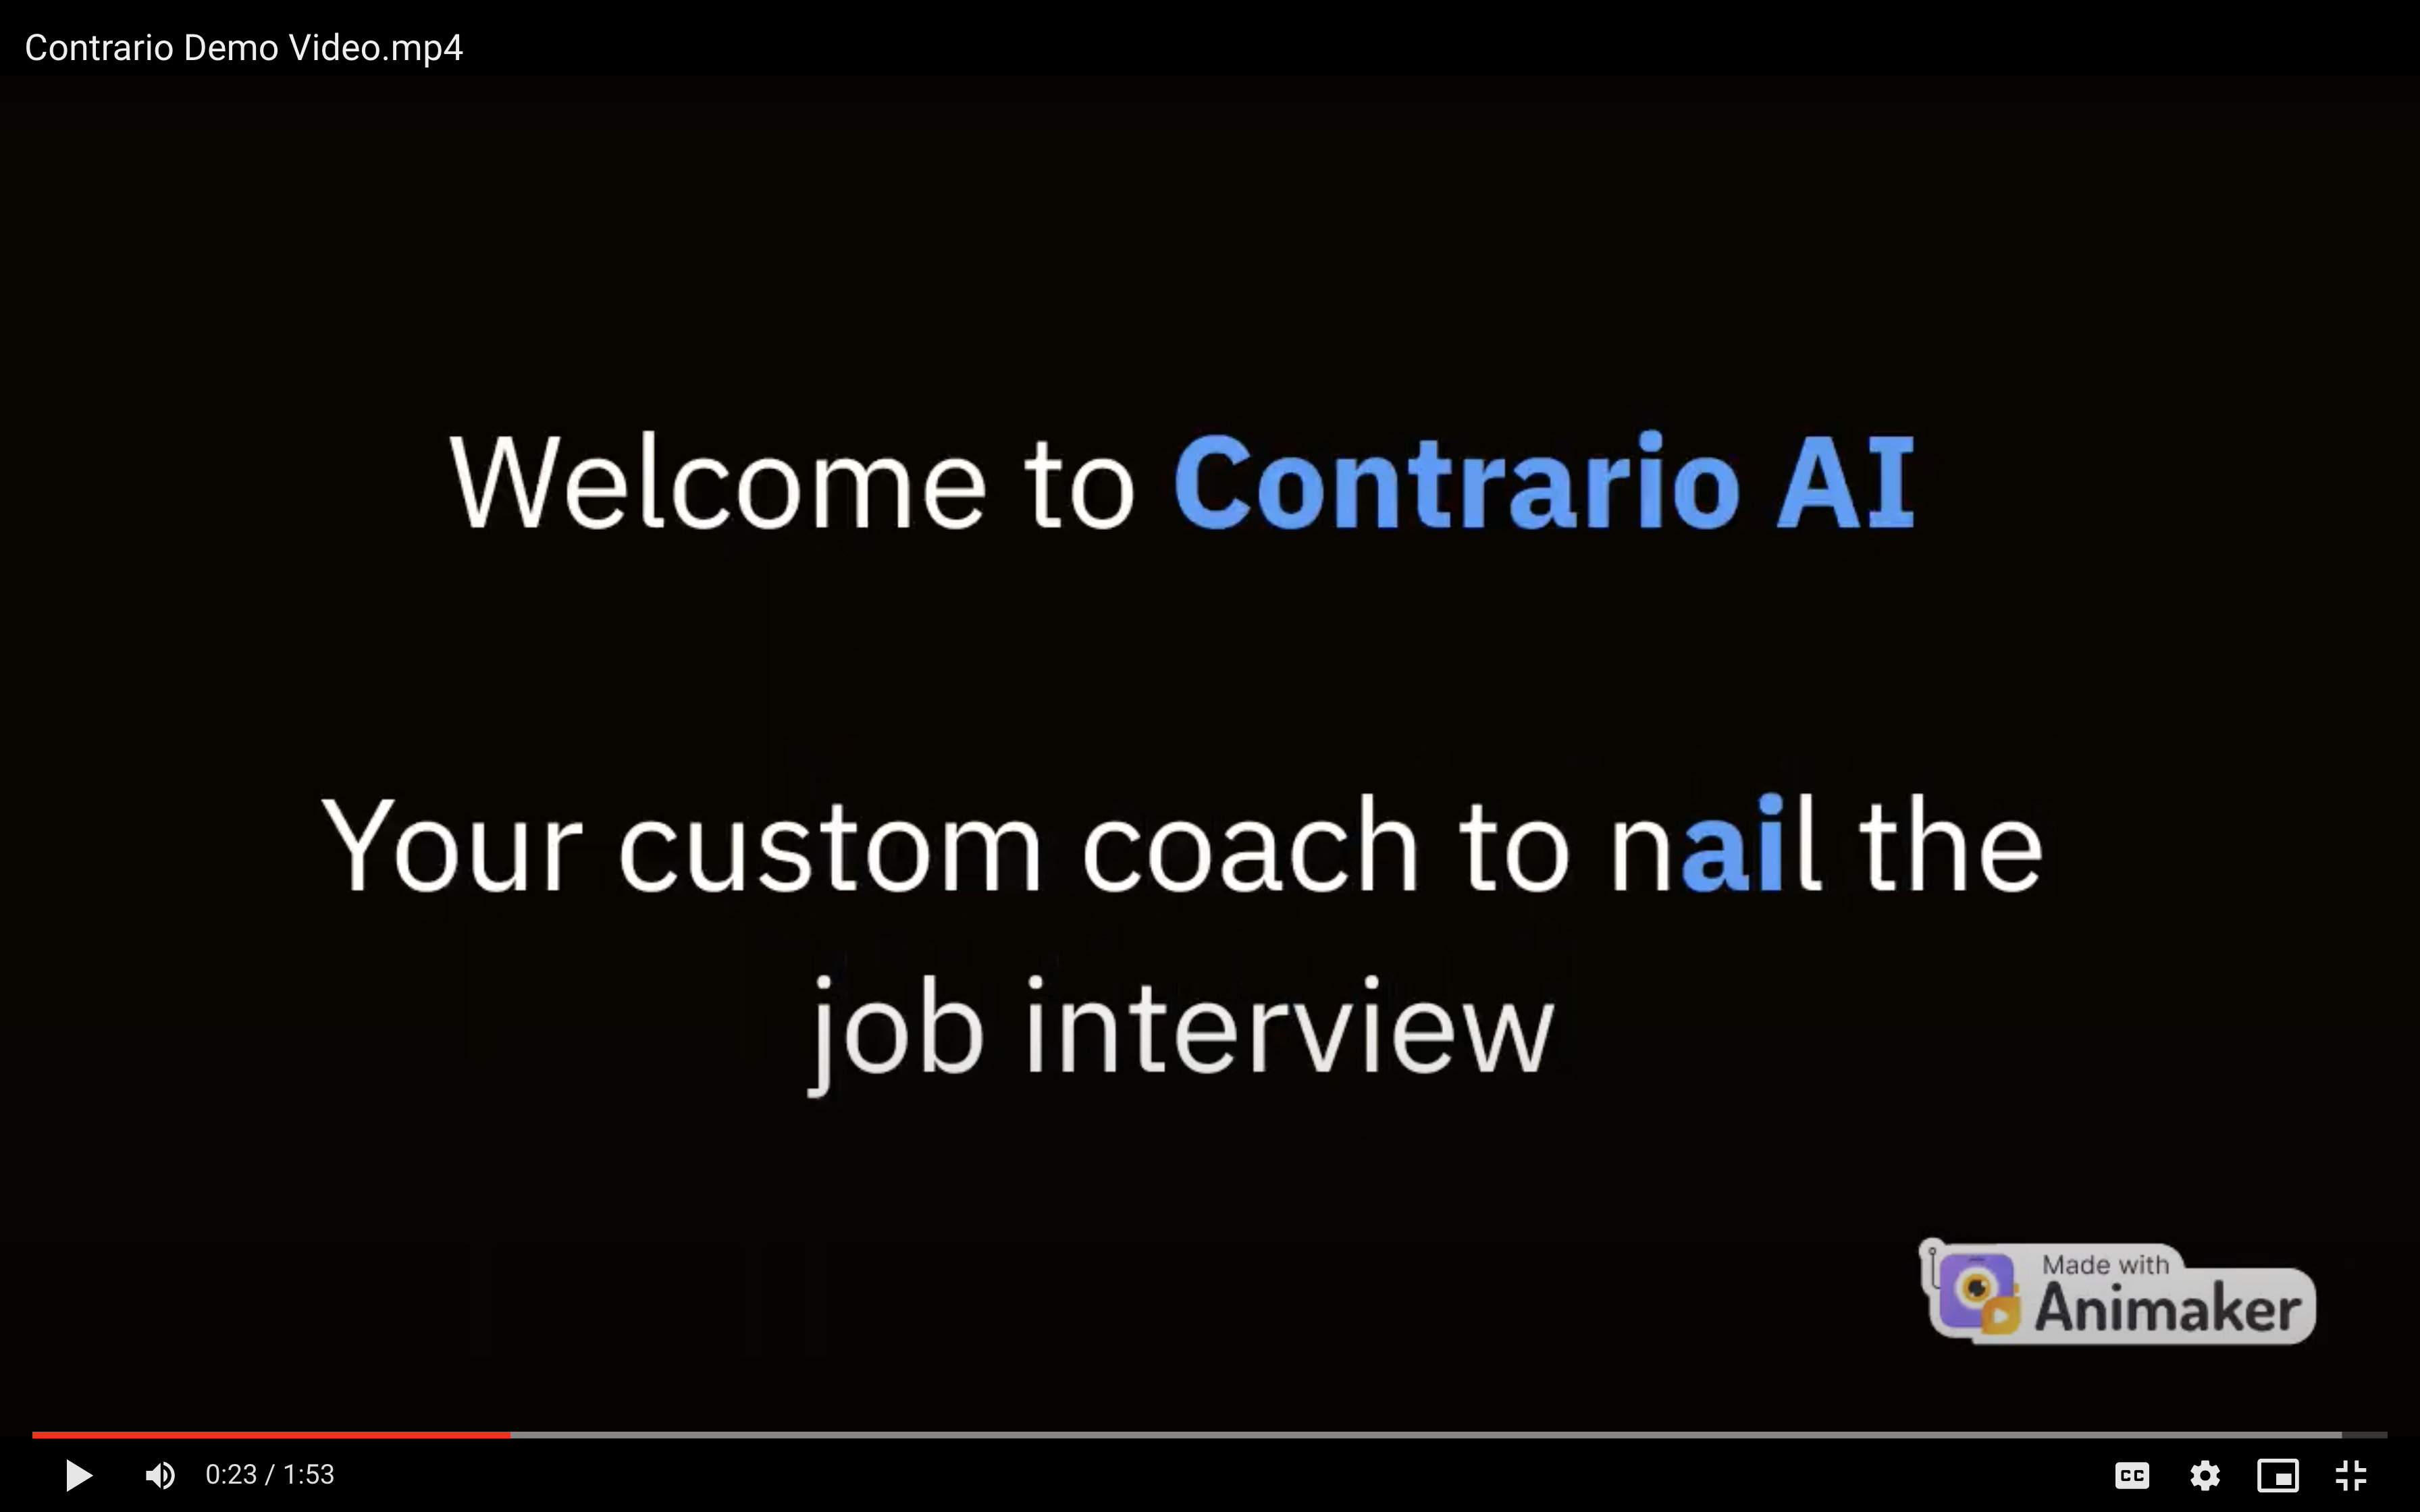 Contrario Demo Video.mp4
Welcome to Contrario AI
Your custom coach to nail the
job interview
Made with
Animaker
0:23 / 1:53
CC